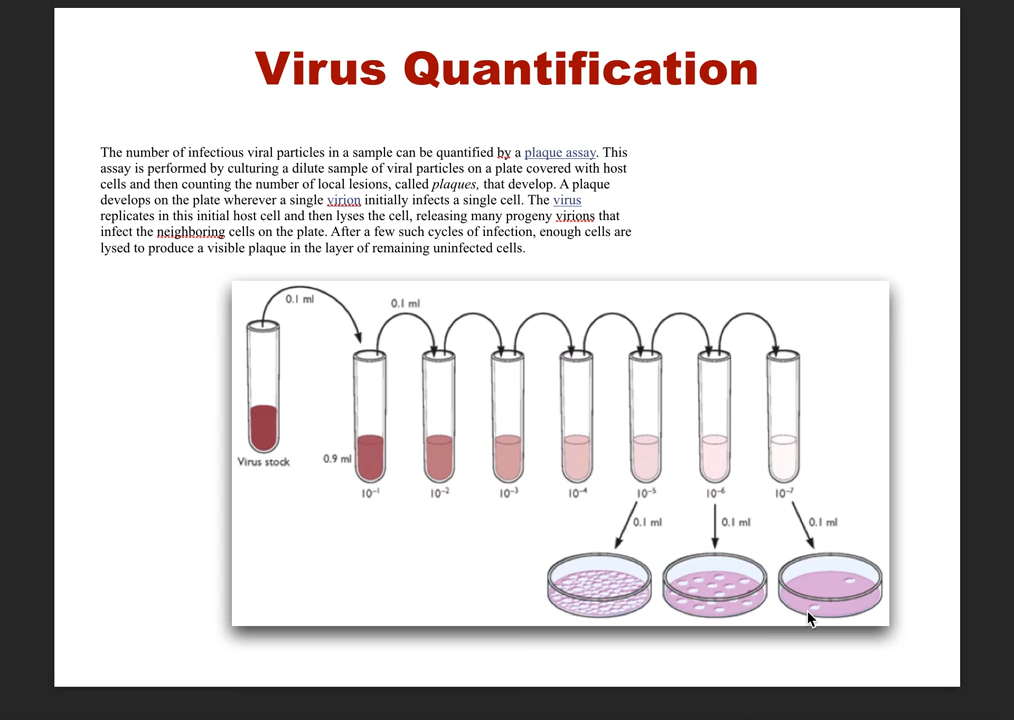 Virus Quantification
The number of infectious viral particles in a sample can be quantified by a plaque assay. This
assay is performed by culturing a dilute sample of viral particles on a plate covered with host
cells and then counting the number of local lesions, called plaques, that develop. A plaque
develops on the plate wherever a single virion initially infects a single cell. The virus
replicates in this initial host cell and then lyses the cell, releasing many progeny virions that
infect the neighboring cells on the plate. After a few such cycles of infection, enough cells are
lysed to produce a visible plaque in the layer of remaining uninfected cells.
0.1 ml 0.1 ml
Virus stock 0.9 ml
10⁻¹ 10⁻² 10⁻³ 10⁻⁴ 10⁻⁵ 10⁻⁶ 10⁻⁷
0.1 ml 0.1 ml 0.1 ml